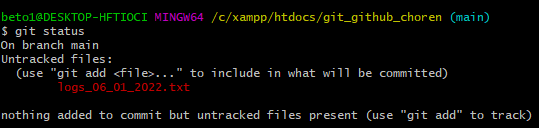 beto1@DESKTOP-HFTIOCI MINGW64 /c/xampp/htdocs/git_github_choren (main)
$ git status
On branch main
Untracked files:
  (use "git add <file>..." to include in what will be committed)
        logs_06_01_2022.txt

nothing added to commit but untracked files present (use "git add" to track)